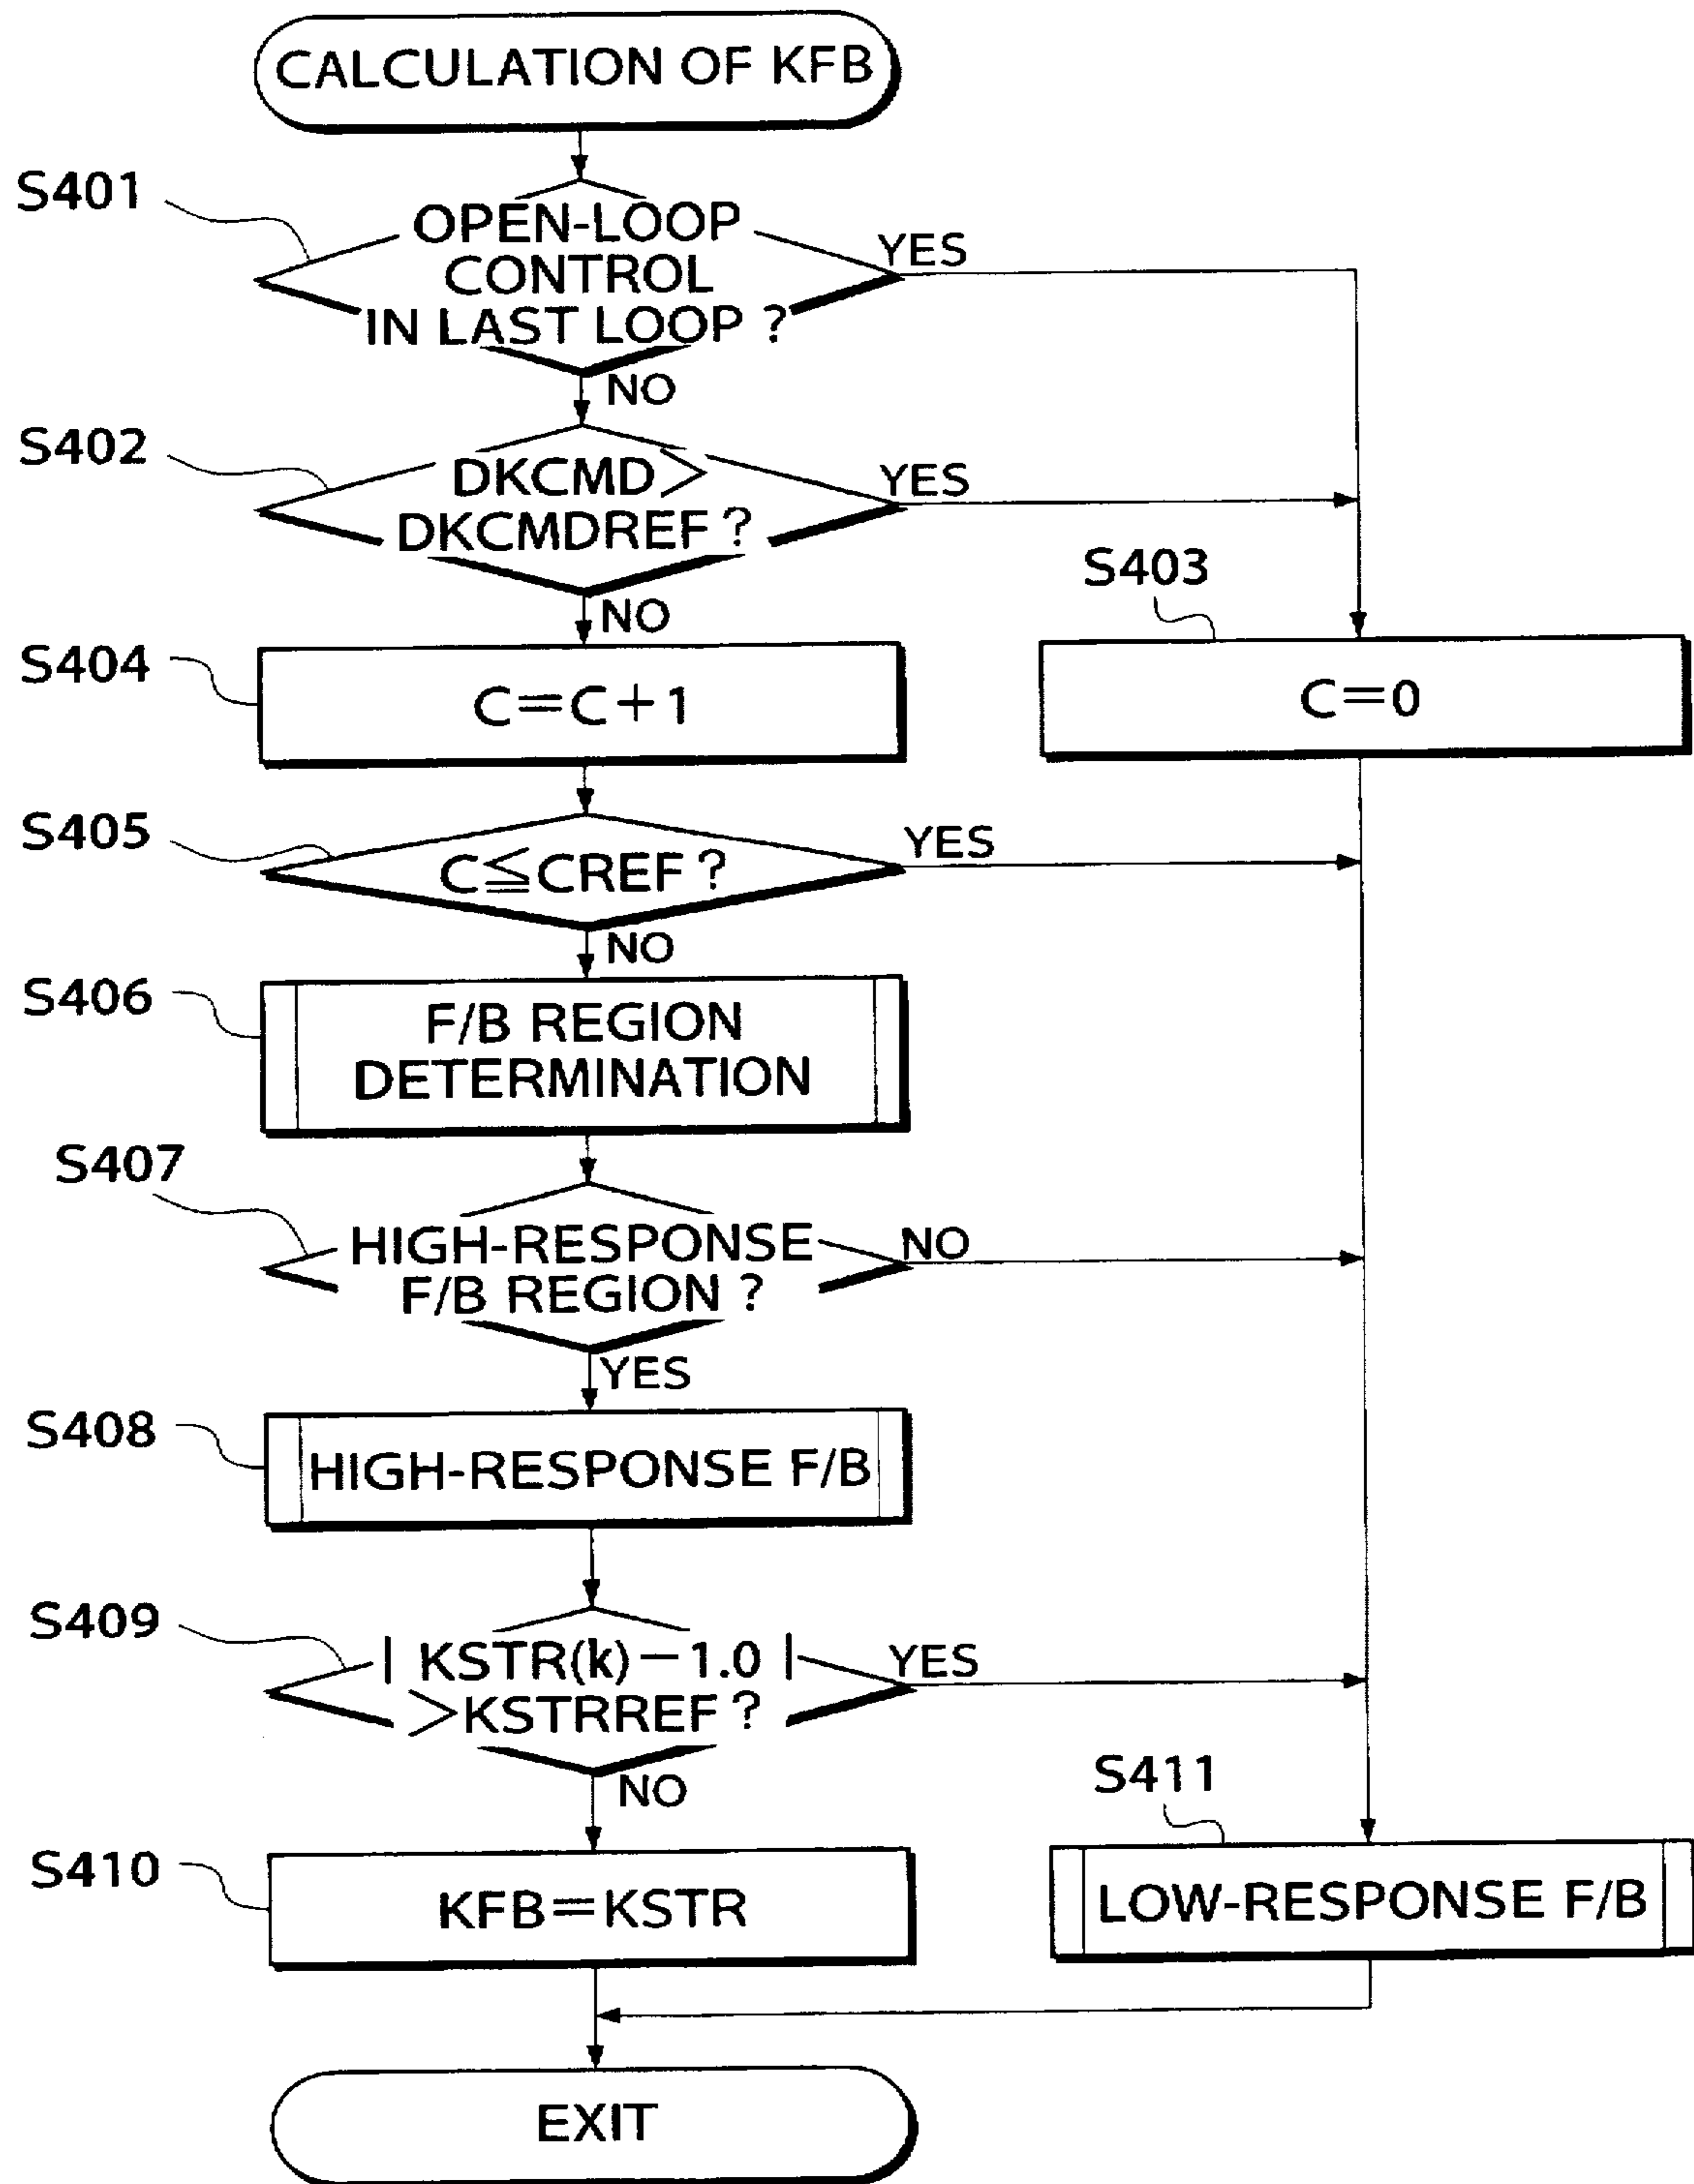 CALCULATION OF KFB
S401
OPEN-LOOP
CONTROL
IN LAST LOOP ?
YES
NO
S402
DKCMD>
DKCMDREF ?
YES
NO
S403
C=0
S404
C=C+1
S405
C≦CREF ?
YES
NO
S406
F/B REGION
DETERMINATION
S407
HIGH-RESPONSE
F/B REGION ?
NO
YES
S408
HIGH-RESPONSE F/B
S409
| KSTR(k)-1.0 |
>KSTRREF ?
YES
NO
S410
KFB=KSTR
S411
LOW-RESPONSE F/B
EXIT